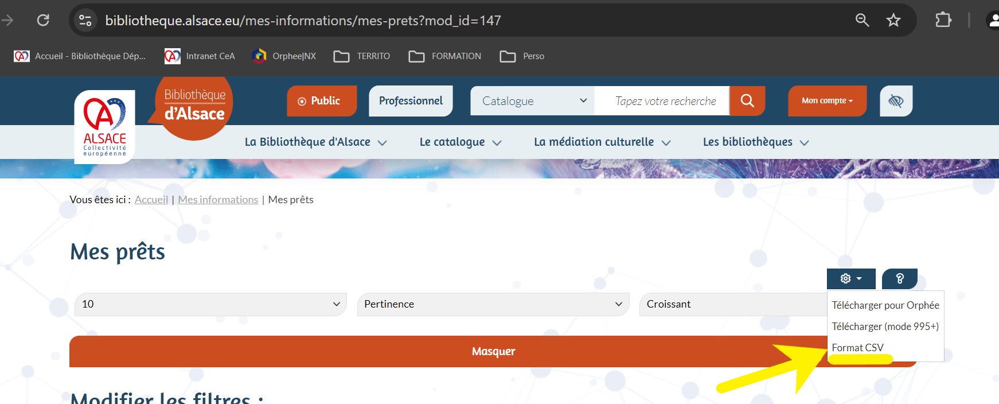 bibliotheque.alsace.eu/mes-informations/mes-prets?mod_id=147
Accueil - Bibliothèque Dép...
Intranet CeA
Orphee|NX
TERRITO
FORMATION
Perso
Bibliothèque
d'Alsace
ALSACE
Collectivité
européenne
Public
Professionnel
Catalogue
Tapez votre recherche
Mon compte
La Bibliothèque d'Alsace
Le catalogue
La médiation culturelle
Les bibliothèques
Vous êtes ici : Accueil | Mes informations | Mes prêts
Mes prêts
?
10
Pertinence
Croissant
Télécharger pour Orphée
Télécharger (mode 995+)
Format CSV
Masquer
Modifier les filtres :